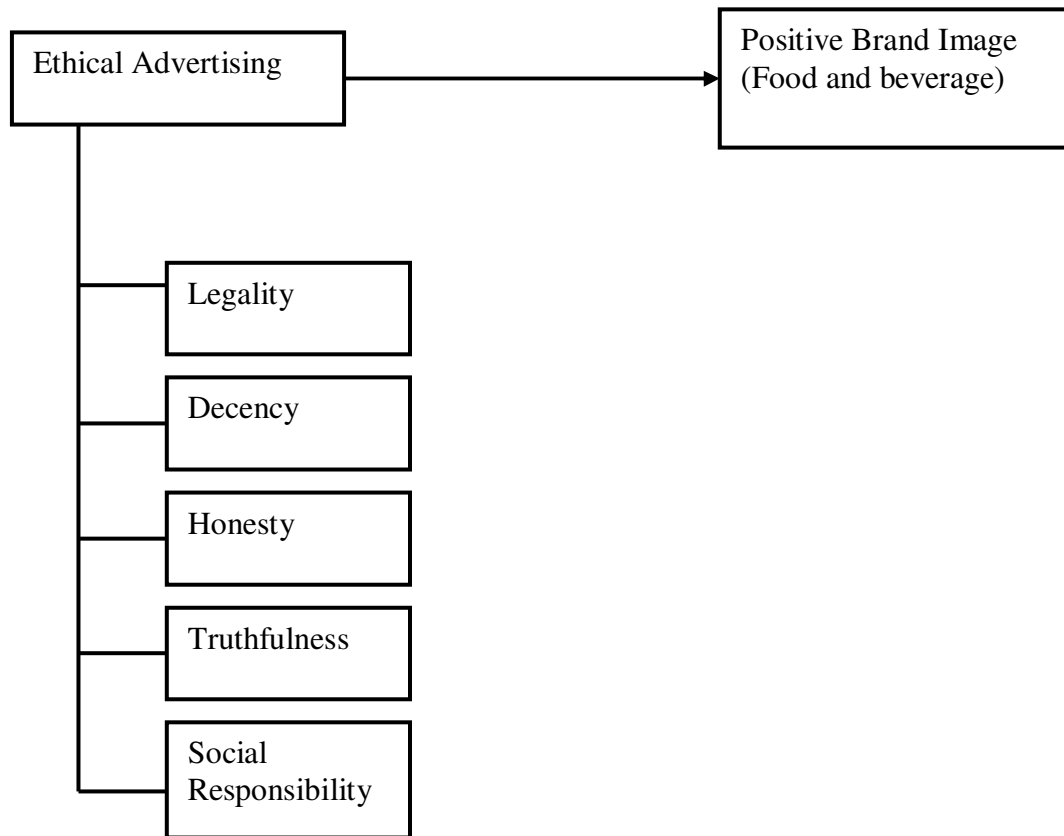 Ethical Advertising
Positive Brand Image
(Food and beverage)
Legality
Decency
Honesty
Truthfulness
Social
Responsibility